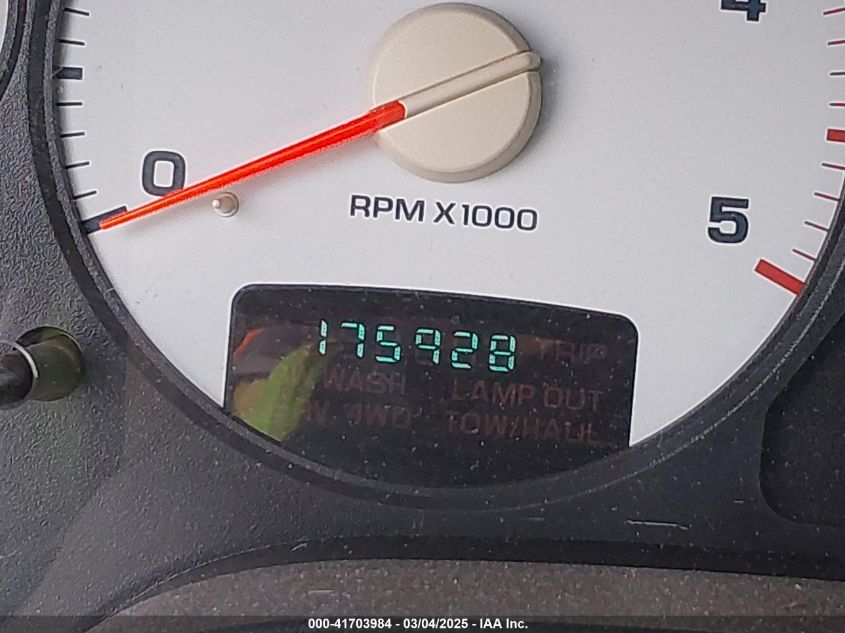 4
0
RPM X1000
5
175928 TRIP
WASH LAMP OUT
4WD TOW/HAUL
000-41703984 - 03/04/2025 - IAA Inc.